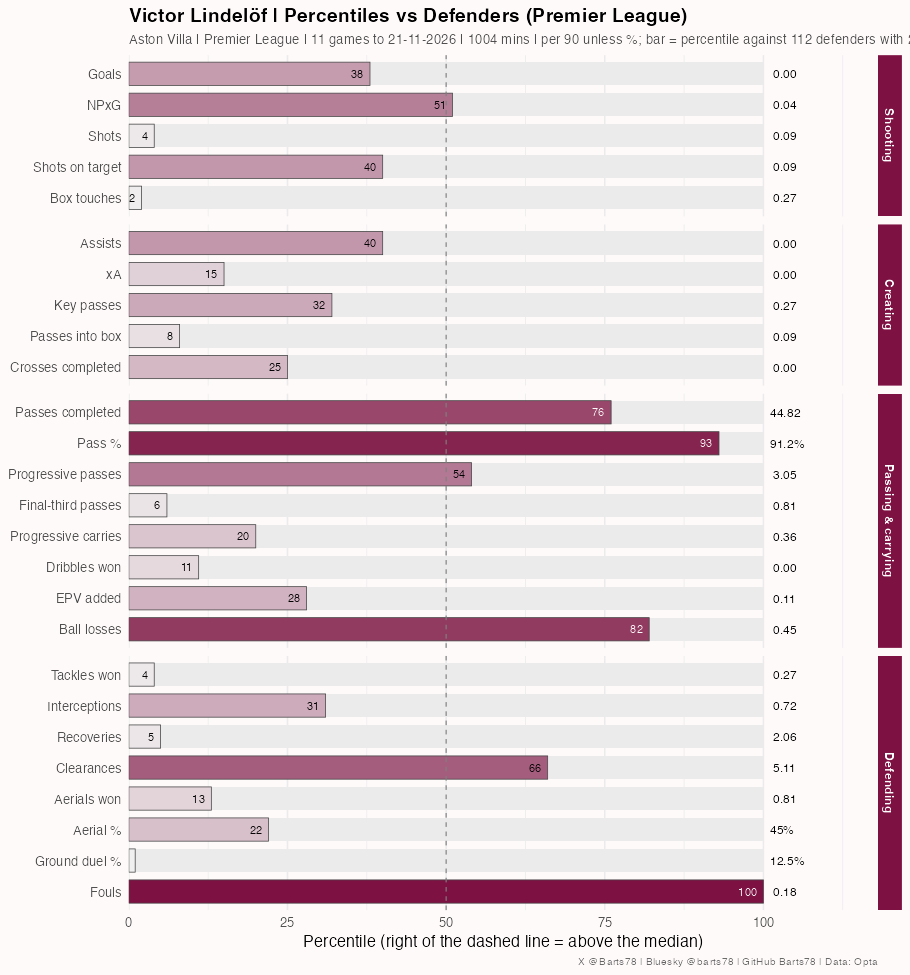 Victor Lindelöf | Percentiles vs Defenders (Premier League)
Aston Villa | Premier League | 11 games to 21-11-2026 | 1004 mins | per 90 unless %; bar = percentile against 112 defenders with
Goals 38 0.00
NPxG 51 0.04
Shots 4 0.09
Shots on target 40 0.09
Box touches 2 0.27
Shooting
Assists 40 0.00
xA 15 0.00
Key passes 32 0.27
Passes into box 8 0.09
Crosses completed 25 0.00
Creating
Passes completed 76 44.82
Pass % 93 91.2%
Progressive passes 54 3.05
Final-third passes 6 0.81
Progressive carries 20 0.36
Dribbles won 11 0.00
EPV added 28 0.11
Ball losses 82 0.45
Passing & carrying
Tackles won 4 0.27
Interceptions 31 0.72
Recoveries 5 2.06
Clearances 66 5.11
Aerials won 13 0.81
Aerial % 22 45%
Ground duel % 12.5%
Fouls 100 0.18
Defending
0 25 50 75 100
Percentile (right of the dashed line = above the median)
X @Barts78 | Bluesky @barts78 | GitHub Barts78 | Data: Opta